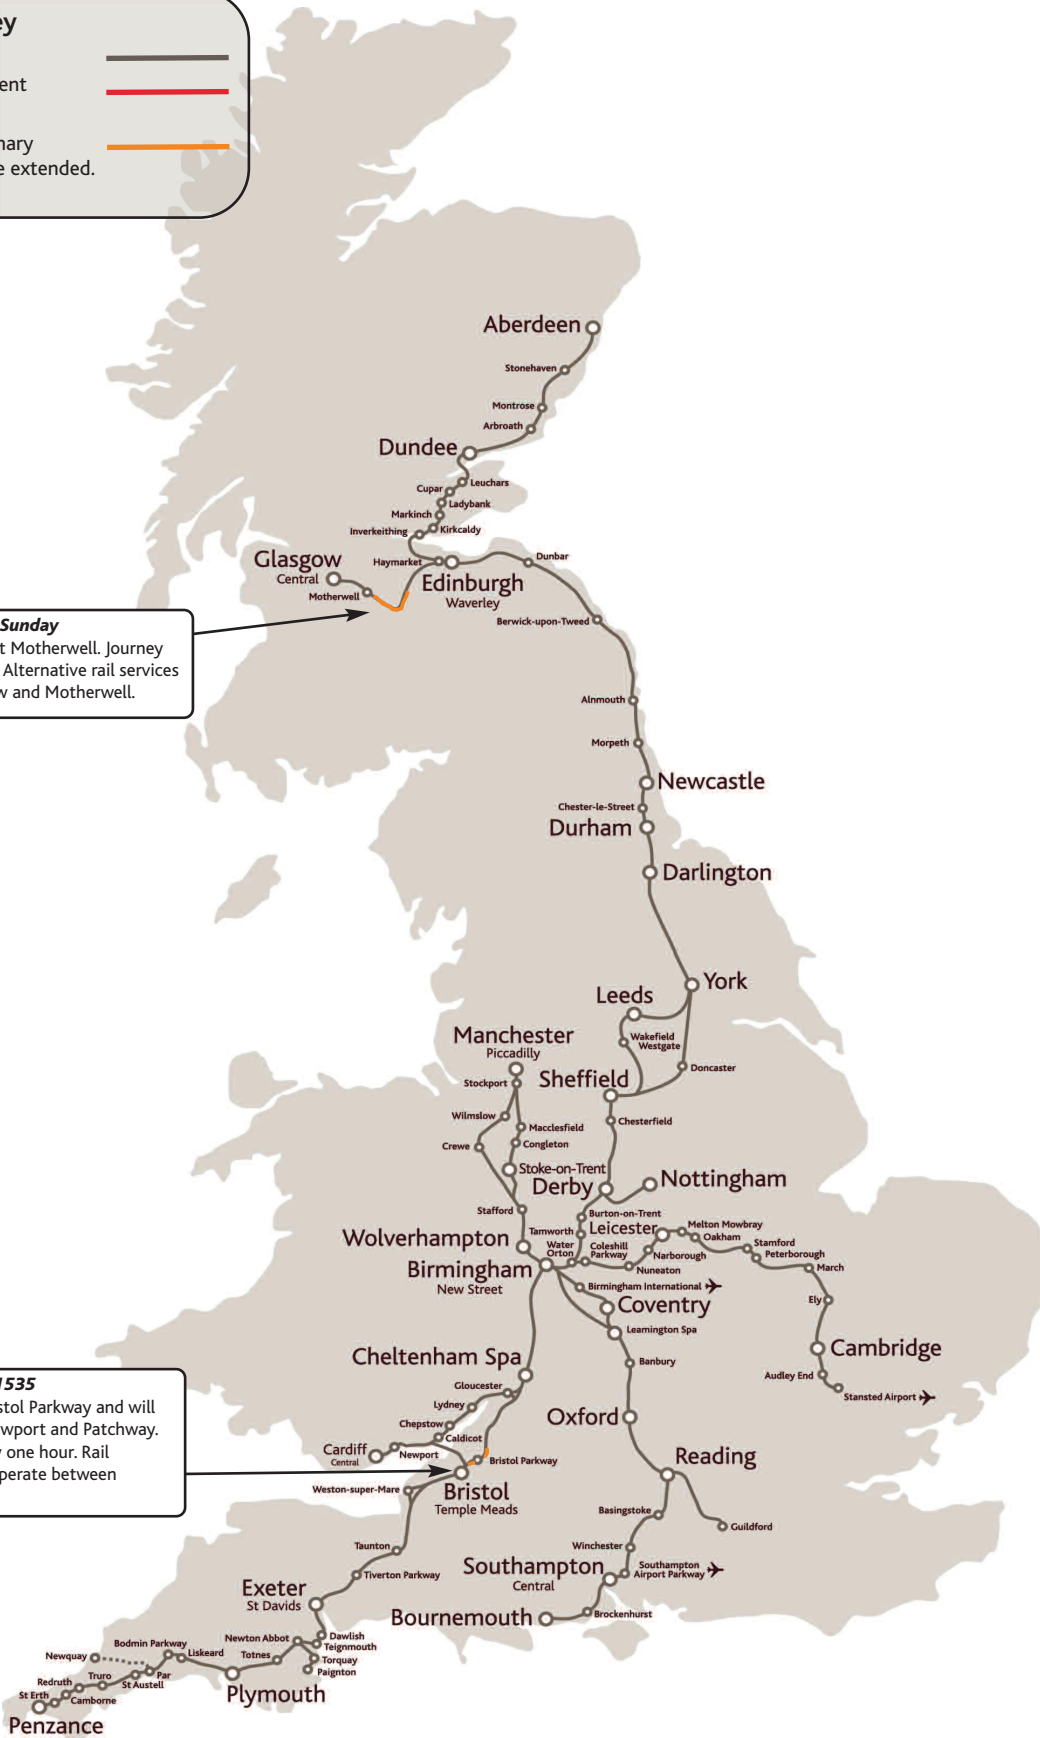 ey
ent
nary
e extended.
Aberdeen
Stonehaven
Montrose
Arbroath
Dundee
Leuchars
Cupar
Ladybank
Markinch
Kirkcaldy
Inverkeithing
Haymarket
Edinburgh
Waverley
Dunbar
Glasgow
Central
Motherwell
Berwick-upon-Tweed
Sunday
t Motherwell. Journey
Alternative rail services
w and Motherwell.
Alnmouth
Morpeth
Newcastle
Chester-le-Street
Durham
Darlington
York
Leeds
Wakefield
Westgate
Doncaster
Manchester
Piccadilly
Stockport
Sheffield
Chesterfield
Wilmslow
Macclesfield
Crewe
Congleton
Stoke-on-Trent
Derby
Nottingham
Stafford
Burton-on-Trent
Tamworth
Leicester
Melton Mowbray
Oakham
Stamford
Peterborough
March
Wolverhampton
Water
Orton
Coleshill
Parkway
Narborough
Nuneaton
Birmingham
New Street
Birmingham International
Ely
Coventry
Leamington Spa
Cambridge
Audley End
Stansted Airport
Banbury
Cheltenham Spa
Gloucester
Lydney
Chepstow
Caldicot
Cardiff
Central
Newport
Bristol Parkway
Oxford
Reading
1535
stol Parkway and will
wport and Patchway.
y one hour. Rail
perate between
Bristol
Temple Meads
Weston-super-Mare
Basingstoke
Guildford
Taunton
Tiverton Parkway
Winchester
Southampton
Central
Southampton
Airport Parkway
Exeter
St Davids
Bournemouth
Brockenhurst
Dawlish
Teignmouth
Newton Abbot
Torquay
Paignton
Totnes
Bodmin Parkway
Liskeard
Newquay
Plymouth
Par
St Austell
Truro
Redruth
Camborne
St Erth
Penzance